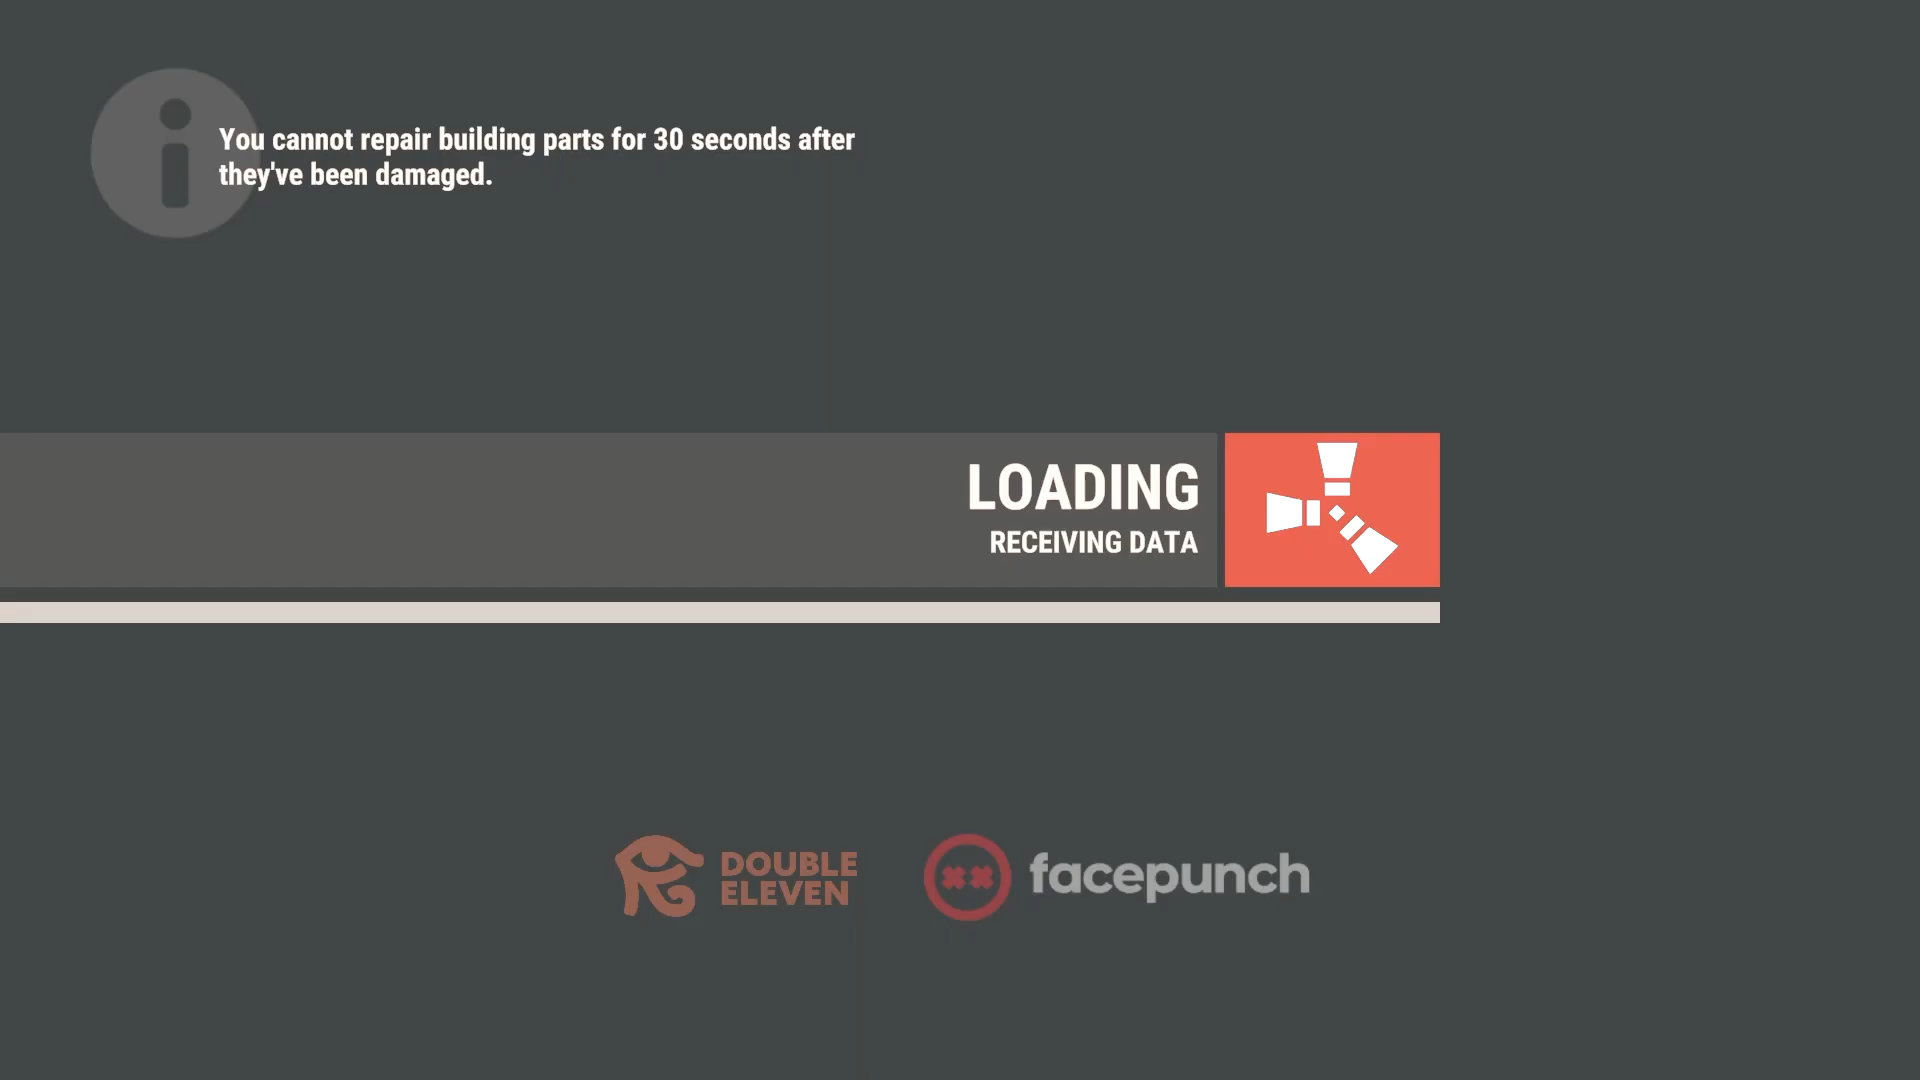 You cannot repair building parts for 30 seconds after
they've been damaged.
LOADING
RECEIVING DATA
DOUBLE
ELEVEN
facepunch